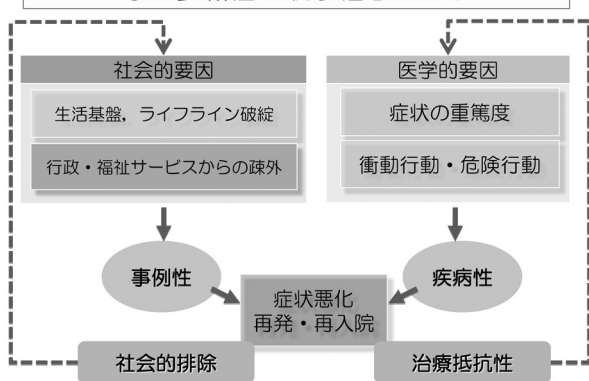 社会的要因
生活基盤，ライフライン破綻
行政・福祉サービスからの疎外
医学的要因
症状の重篤度
衝動行動・危険行動
事例性
疾病性
症状悪化
再発・再入院
社会的排除
治療抵抗性